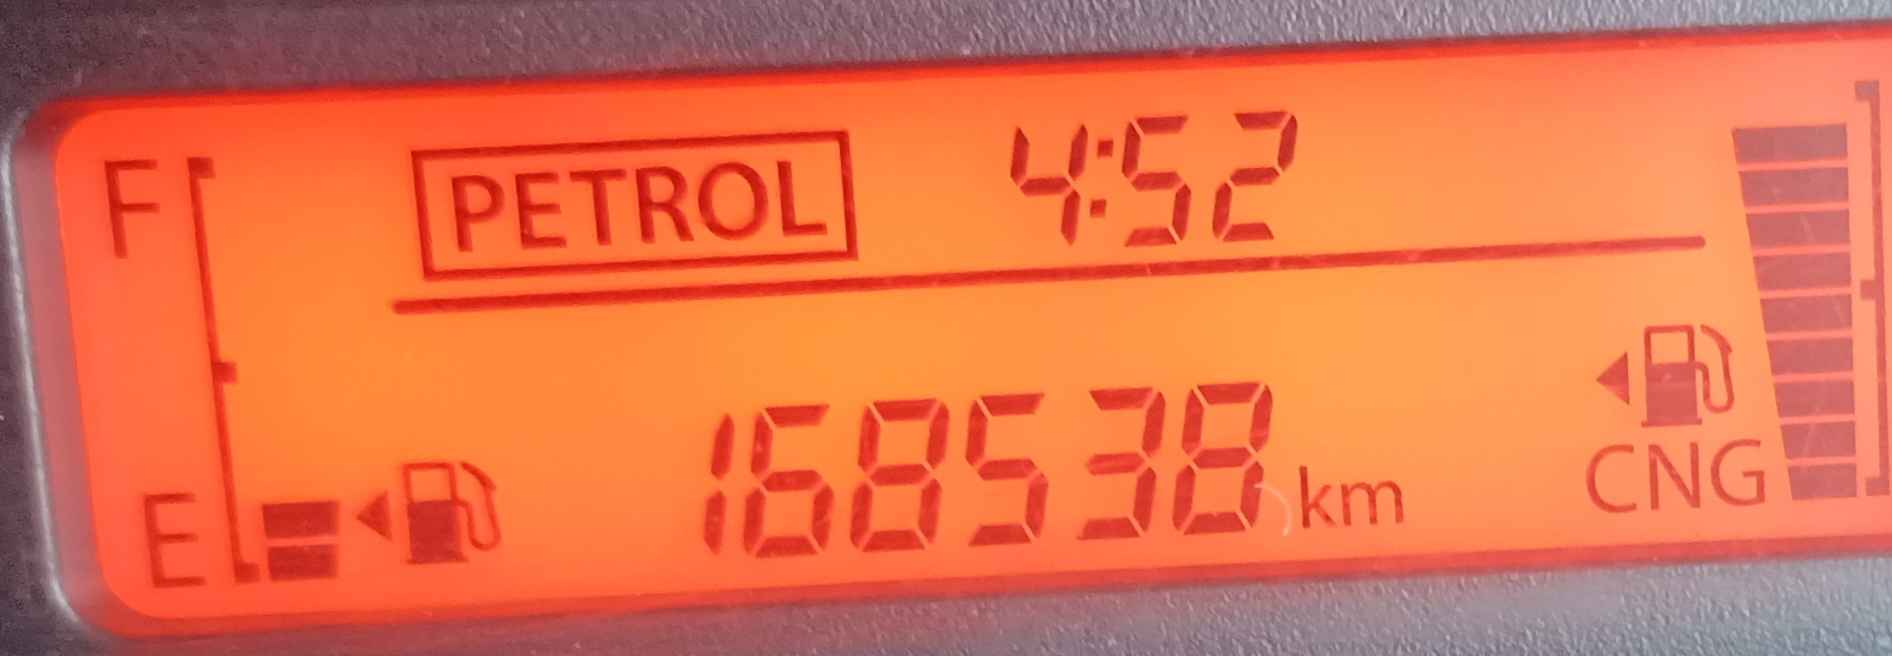 F PETROL 4:52
168538 km
E CNG